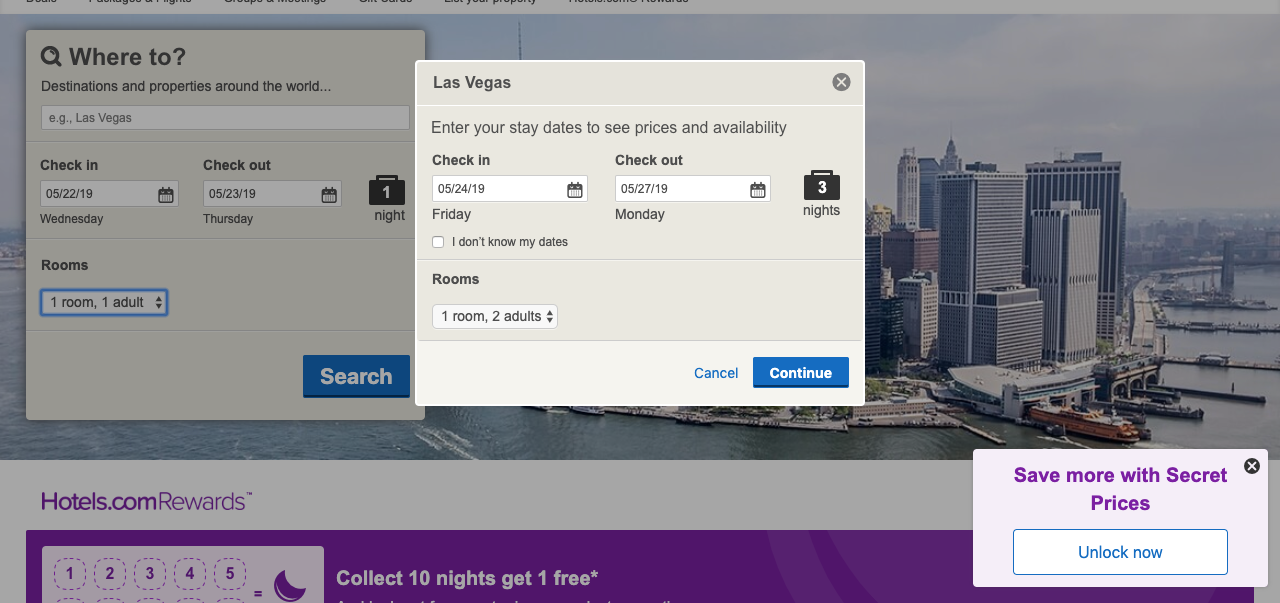 Deals Packages & Flights Groups & Meetings Gift Cards List your property Hotels.com® Rewards
Where to?
Destinations and properties around the world...
e.g., Las Vegas
Check in Check out
05/22/19 05/23/19 1
Wednesday Thursday night
Rooms
1 room, 1 adult
Search
Las Vegas
Enter your stay dates to see prices and availability
Check in Check out
05/24/19 05/27/19 3
Friday Monday nights
I don't know my dates
Rooms
1 room, 2 adults
Cancel Continue
Save more with Secret
Prices
Unlock now
Hotels.com Rewards™
1 2 3 4 5 =
Collect 10 nights get 1 free*